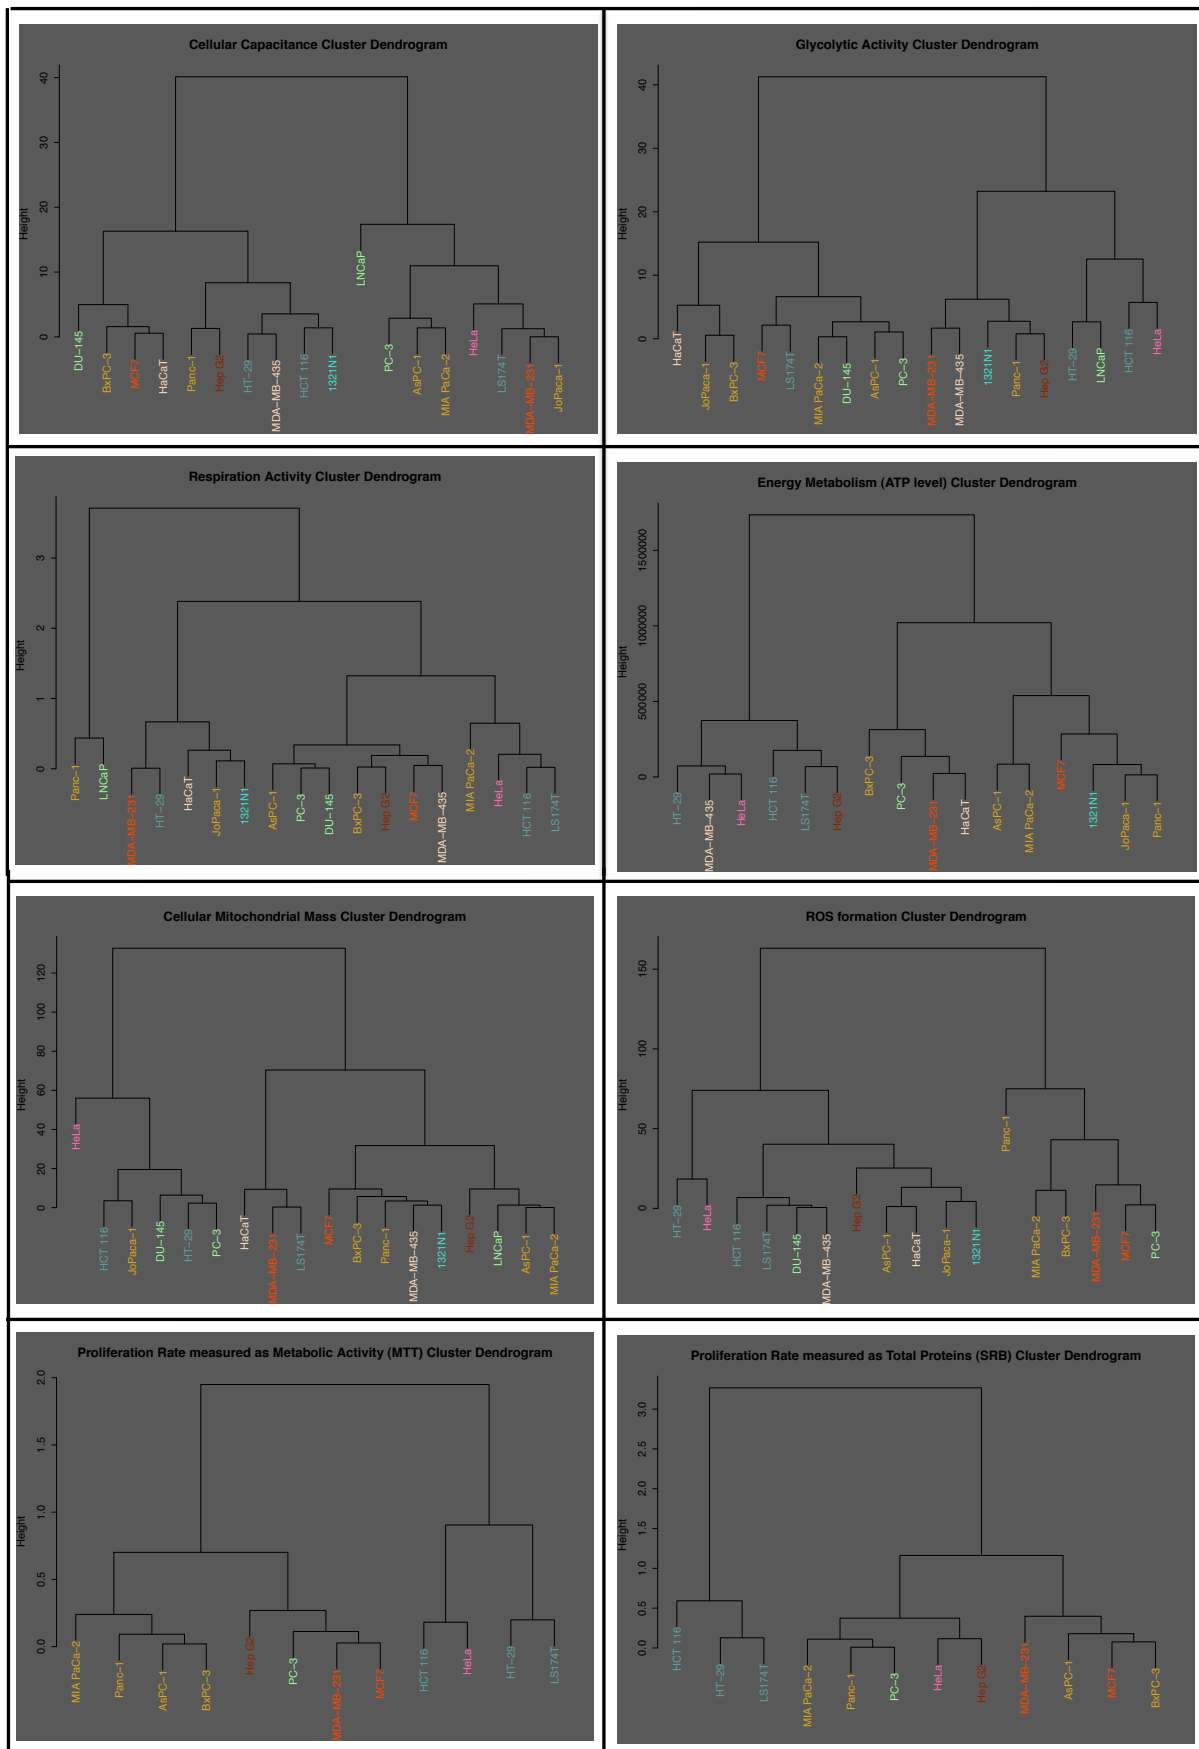 Cellular Capacitance Cluster Dendrogram
Height
0
10
20
30
40
DU−145
BxPC−3
MCF7
HaCaT
Panc−1
Hep G2
HT−29
MDA−MB−435
HCT 116
1321N1
LNCaP
PC−3
AsPC−1
MIA PaCa−2
HeLa
LS174T
MDA−MB−231
JoPaca−1
Glycolytic Activity Cluster Dendrogram
Height
0
10
20
30
40
HaCaT
JoPaca−1
BxPC−3
MCF7
LS174T
MIA PaCa−2
DU−145
AsPC−1
PC−3
MDA−MB−231
MDA−MB−435
1321N1
Panc−1
Hep G2
HT−29
LNCaP
HCT 116
HeLa
Respiration Activity Cluster Dendrogram
Height
0
1
2
3
Panc−1
LNCaP
MDA−MB−231
HT−29
HaCaT
JoPaca−1
1321N1
AsPC−1
PC−3
DU−145
BxPC−3
Hep G2
MCF7
MDA−MB−435
MIA PaCa−2
HeLa
HCT 116
LS174T
Energy Metabolism (ATP level) Cluster Dendrogram
Height
0
500000
1000000
1500000
HT−29
MDA−MB−435
HeLa
HCT 116
LS174T
Hep G2
BxPC−3
PC−3
MDA−MB−231
HaCaT
AsPC−1
MIA PaCa−2
MCF7
1321N1
JoPaca−1
Panc−1
Cellular Mitochondrial Mass Cluster Dendrogram
Height
0
20
40
60
80
100
120
HeLa
HCT 116
JoPaca−1
DU−145
HT−29
PC−3
HaCaT
MDA−MB−231
LS174T
MCF7
BxPC−3
Panc−1
MDA−MB−435
1321N1
Hep G2
LNCaP
AsPC−1
MIA PaCa−2
ROS formation Cluster Dendrogram
Height
0
50
100
150
HT−29
HeLa
HCT 116
LS174T
DU−145
MDA−MB−435
Hep G2
AsPC−1
HaCaT
JoPaca−1
1321N1
Panc−1
MIA PaCa−2
BxPC−3
MDA−MB−231
MCF7
PC−3
Proliferation Rate measured as Metabolic Activity (MTT) Cluster Dendrogram
Height
0.0
0.5
1.0
1.5
2.0
MIA PaCa−2
Panc−1
AsPC−1
BxPC−3
Hep G2
PC−3
MDA−MB−231
MCF7
HCT 116
HeLa
HT−29
LS174T
Proliferation Rate measured as Total Proteins (SRB) Cluster Dendrogram
Height
0.0
0.5
1.0
1.5
2.0
2.5
3.0
HCT 116
HT−29
LS174T
MIA PaCa−2
Panc−1
PC−3
HeLa
Hep G2
MDA−MB−231
AsPC−1
MCF7
BxPC−3